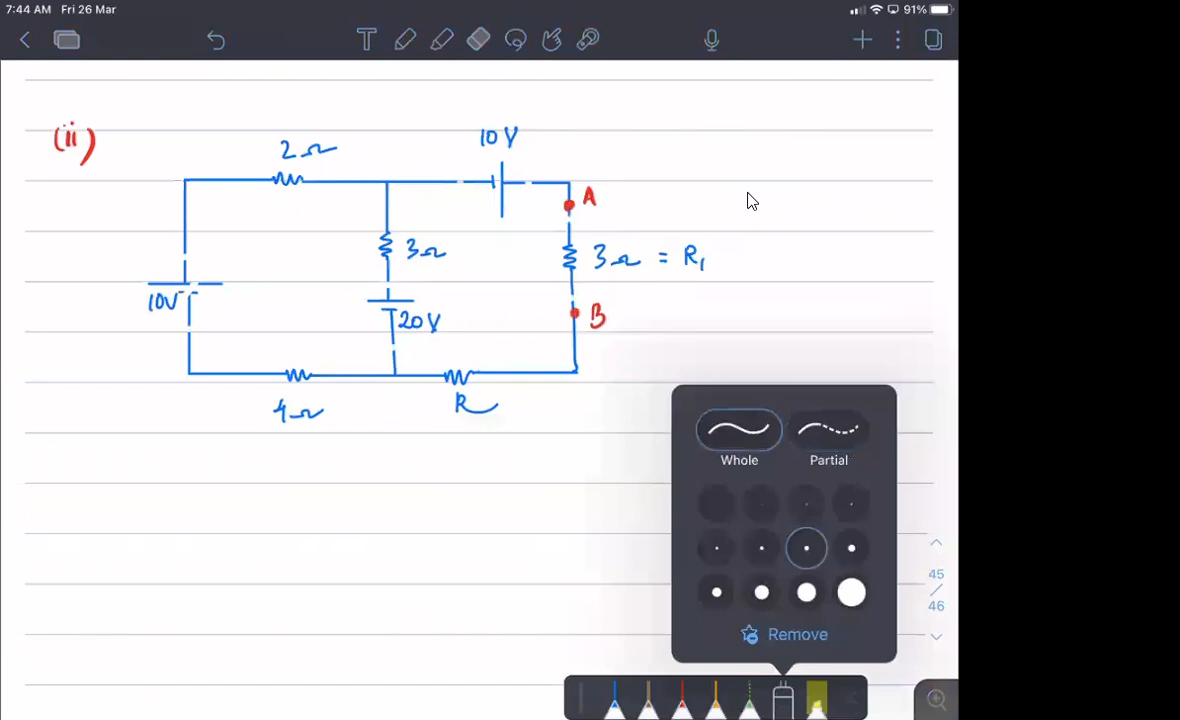 7:44 AM Fri 26 Mar
91%
(ii)
2Ω
10V
A
3Ω
3Ω = R₁
10V
20V
B
4Ω
R
Whole
Partial
45
/
46
Remove